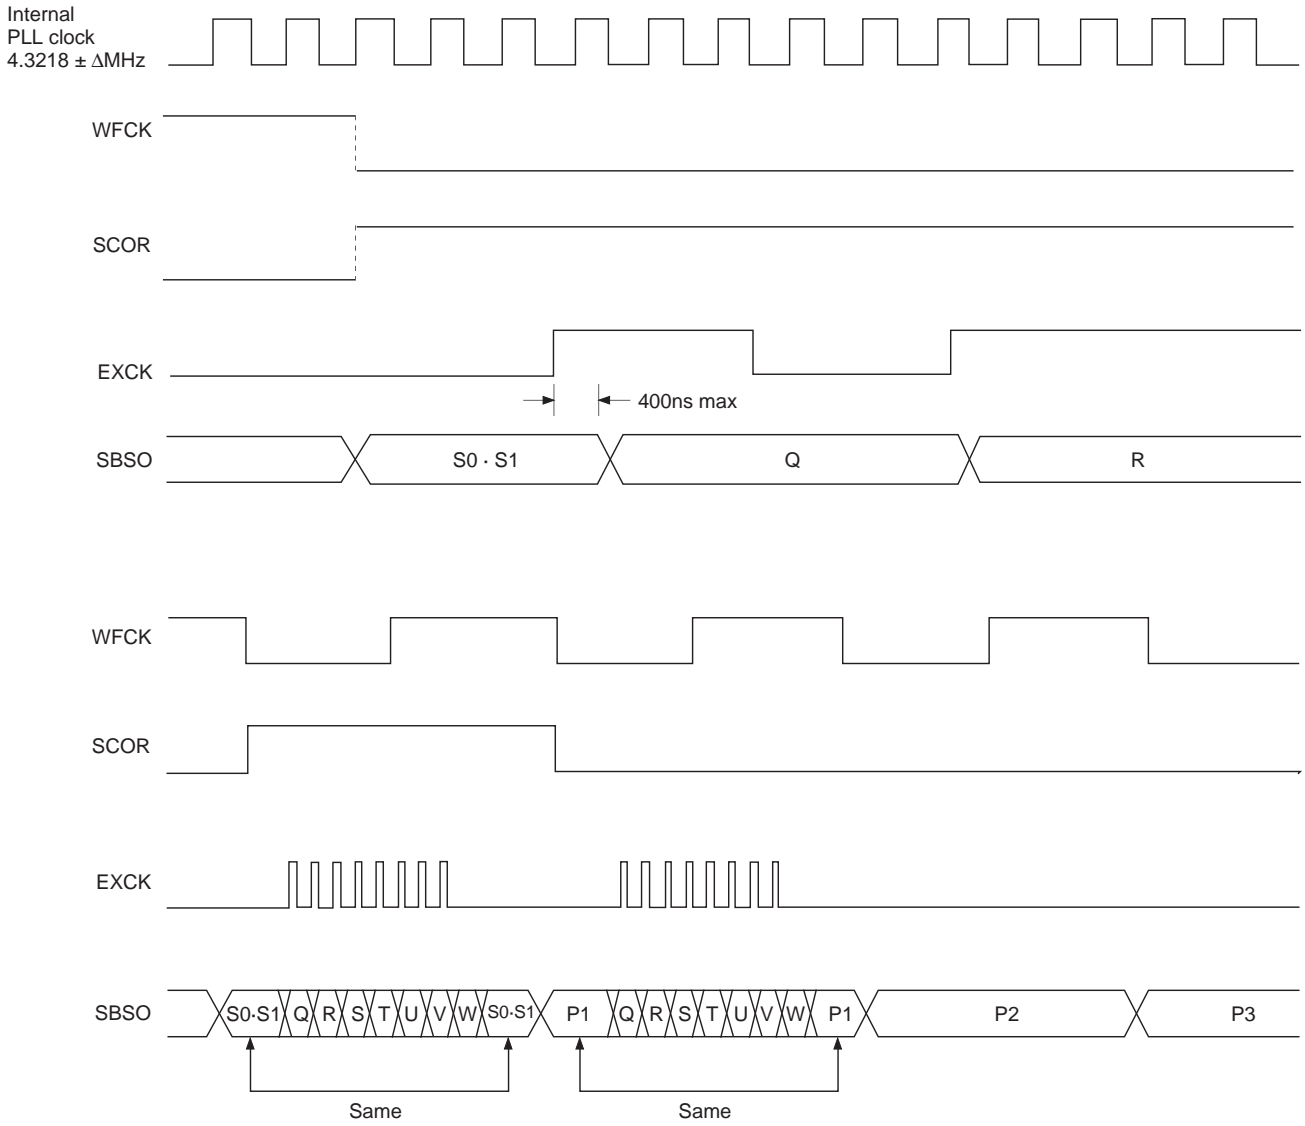 Internal
PLL clock
4.3218 ± ΔMHz
WFCK
SCOR
EXCK
400ns max
SBSO
S0 · S1
Q
R
WFCK
SCOR
EXCK
SBSO
S0·S1 Q R S T U V W S0·S1 P1 Q R S T U V W P1 P2 P3
Same
Same